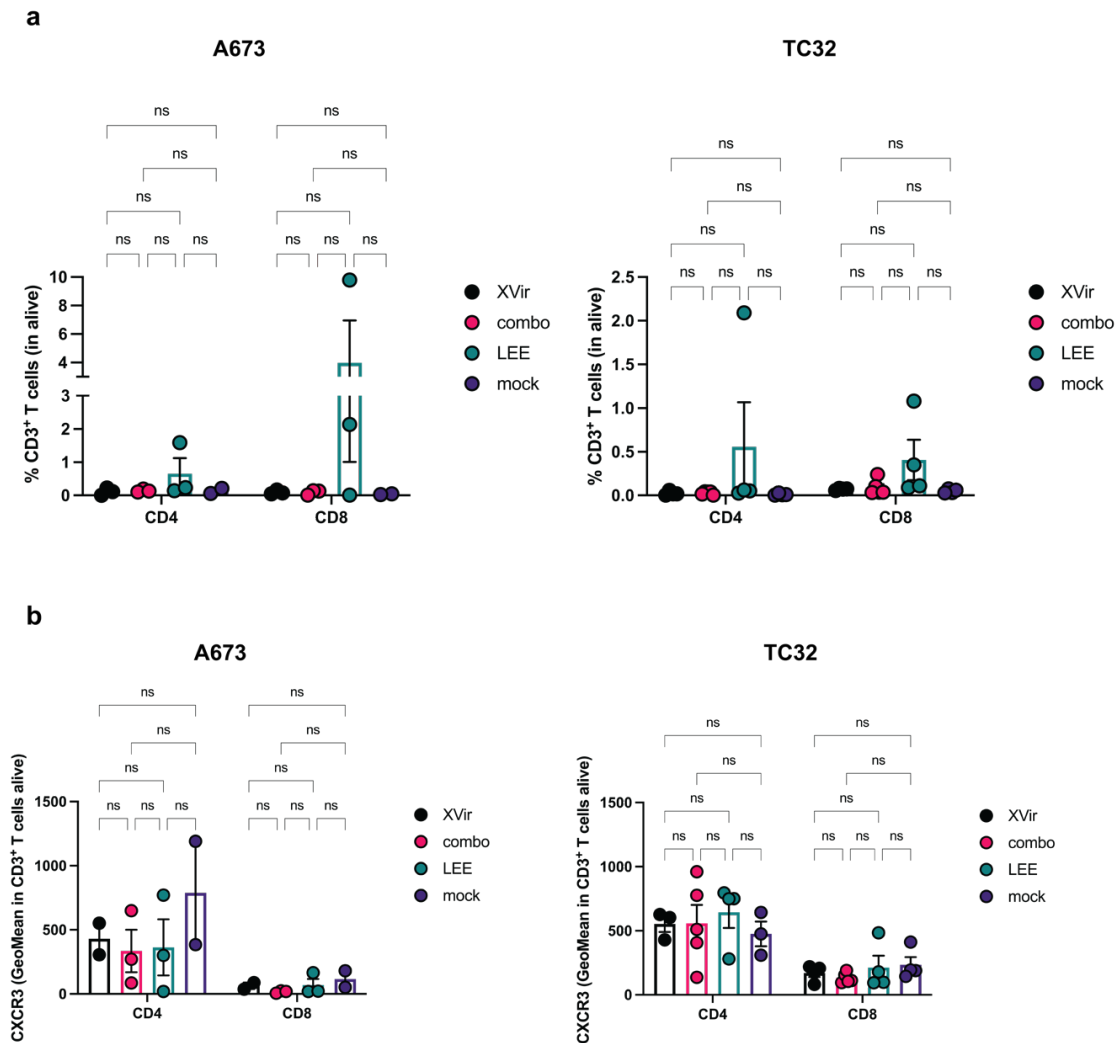 a
A673
TC32
ns
ns
ns
ns
ns
ns
ns ns ns
ns ns ns
ns
ns
ns
ns
ns
ns
ns ns ns
ns ns ns
% CD3⁺ T cells (in alive)
10
8
6
4
3
2
1
0
CD4
CD8
XVir
combo
LEE
mock
% CD3⁺ T cells (in alive)
2.5
2.0
1.5
1.0
0.5
0.0
CD4
CD8
XVir
combo
LEE
mock
b
A673
TC32
ns
ns
ns
ns
ns
ns
ns ns ns
ns ns ns
CXCR3 (GeoMean in CD3⁺ T cells alive)
1500
1000
500
0
CD4
CD8
XVir
combo
LEE
mock
ns
ns
ns
ns
ns
ns
ns ns ns
ns ns ns
CXCR3 (GeoMean in CD3⁺ T cells alive)
1500
1000
500
0
CD4
CD8
XVir
combo
LEE
mock